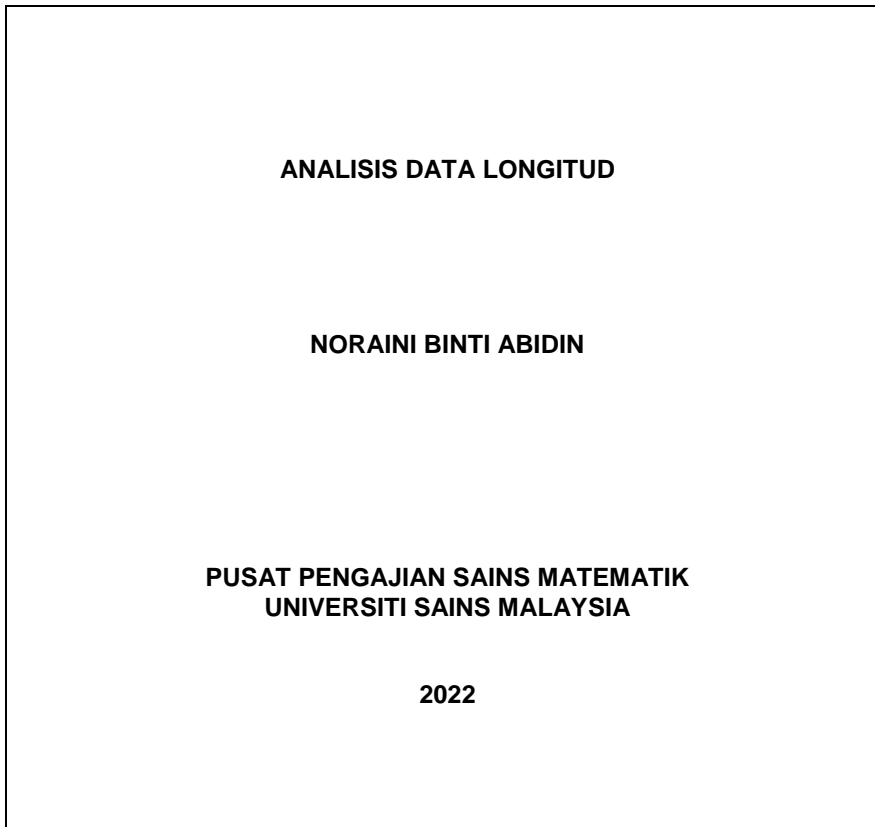 ANALISIS DATA LONGITUD
NORAINI BINTI ABIDIN
PUSAT PENGAJIAN SAINS MATEMATIK
UNIVERSITI SAINS MALAYSIA
2022